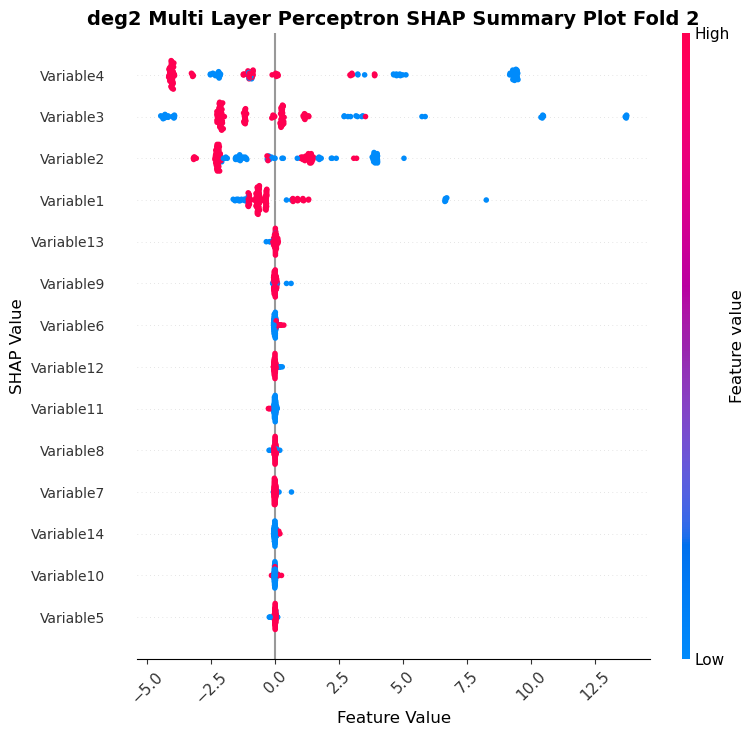 deg2 Multi Layer Perceptron SHAP Summary Plot Fold 2
High
Variable4
Variable3
Variable2
Variable1
Variable13
Variable9
Variable6
Variable12
Variable11
Variable8
Variable7
Variable14
Variable10
Variable5
SHAP Value
Feature value
Low
−5.0
−2.5
0.0
2.5
5.0
7.5
10.0
12.5
Feature Value